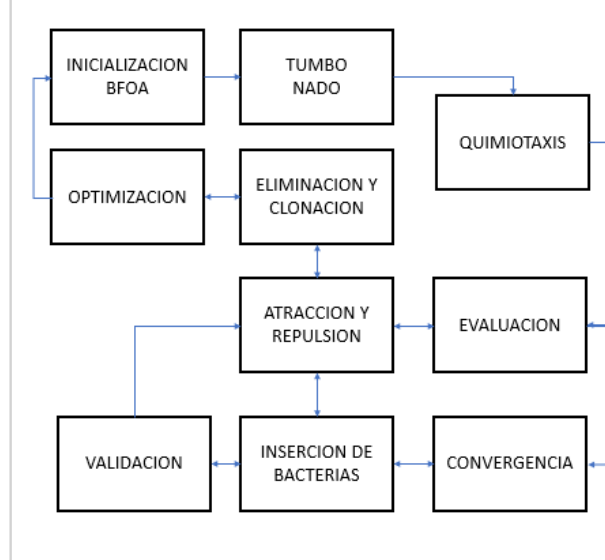 INICIALIZACION
BFOA
TUMBO
NADO
QUIMIOTAXIS
OPTIMIZACION
ELIMINACION Y
CLONACION
ATRACCION Y
REPULSION
EVALUACION
VALIDACION
INSERCION DE
BACTERIAS
CONVERGENCIA